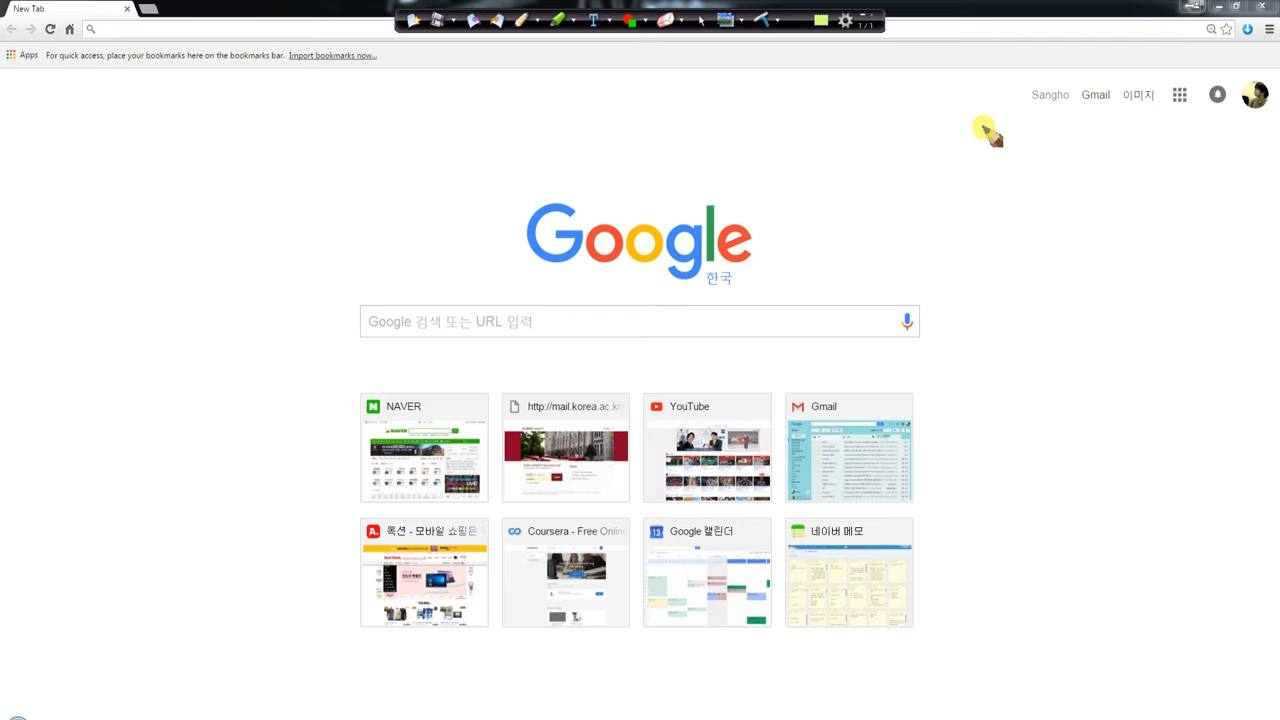 New Tab
1 / 1
Apps For quick access, place your bookmarks here on the bookmarks bar. Import bookmarks now...
Sangho Gmail 이미지
Google
한국
Google 검색 또는 URL 입력
NAVER
http://mail.korea.ac.kr
YouTube
Gmail
옥션 - 모바일 쇼핑은
Coursera - Free Onlin
13 Google 캘린더
네이버 메모